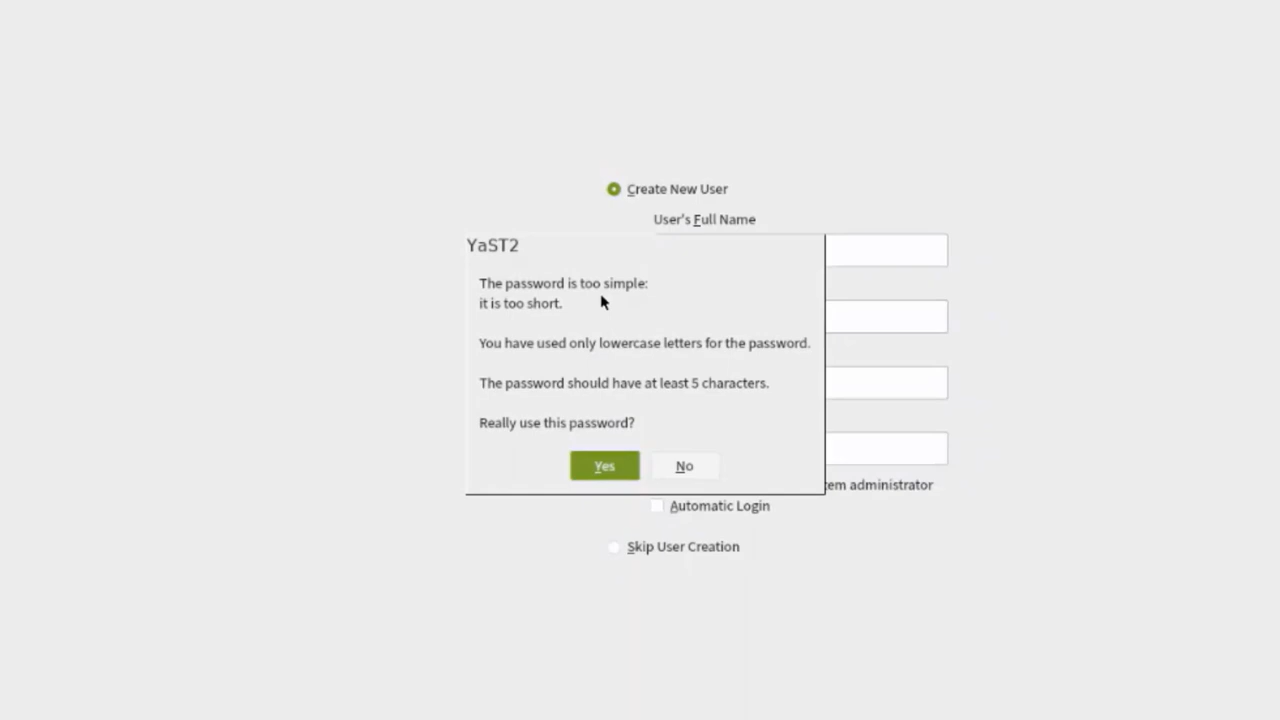 Create New User
User's Full Name
YaST2
The password is too simple:
it is too short.
You have used only lowercase letters for the password.
The password should have at least 5 characters.
Really use this password?
Yes
No
administrator
Automatic Login
Skip User Creation